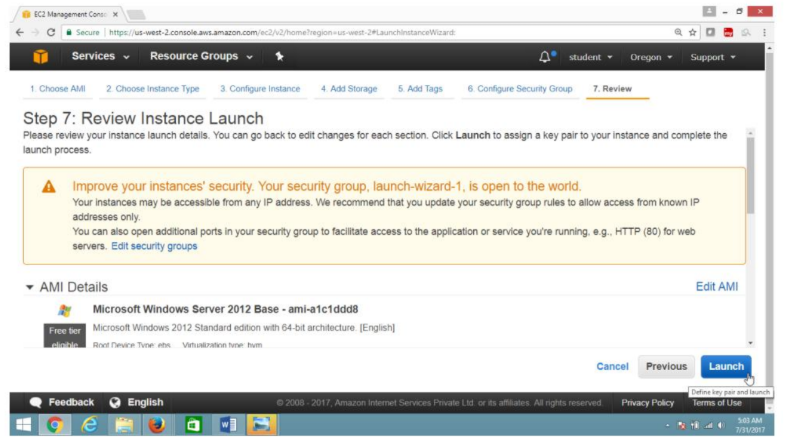 EC2 Management Consol
Secure | https://us-west-2.console.aws.amazon.com/ec2/v2/home?region=us-west-2#LaunchInstanceWizard:
Services Resource Groups student Oregon Support
1. Choose AMI 2. Choose Instance Type 3. Configure Instance 4. Add Storage 5. Add Tags 6. Configure Security Group 7. Review
Step 7: Review Instance Launch
Please review your instance launch details. You can go back to edit changes for each section. Click Launch to assign a key pair to your instance and complete the
launch process.
Improve your instances' security. Your security group, launch-wizard-1, is open to the world.
Your instances may be accessible from any IP address. We recommend that you update your security group rules to allow access from known IP
addresses only.
You can also open additional ports in your security group to facilitate access to the application or service you're running, e.g., HTTP (80) for web
servers. Edit security groups
AMI Details Edit AMI
Microsoft Windows Server 2012 Base - ami-a1c1ddd8
Free tier
eligible
Microsoft Windows 2012 Standard edition with 64-bit architecture. [English]
Root Device Type: ebs Virtualization type: hvm
Cancel Previous Launch
Define key pair and launch
Feedback English © 2008 - 2017, Amazon Internet Services Private Ltd. or its affiliates. All rights reserved. Privacy Policy Terms of Use
5:03 AM
7/31/2017